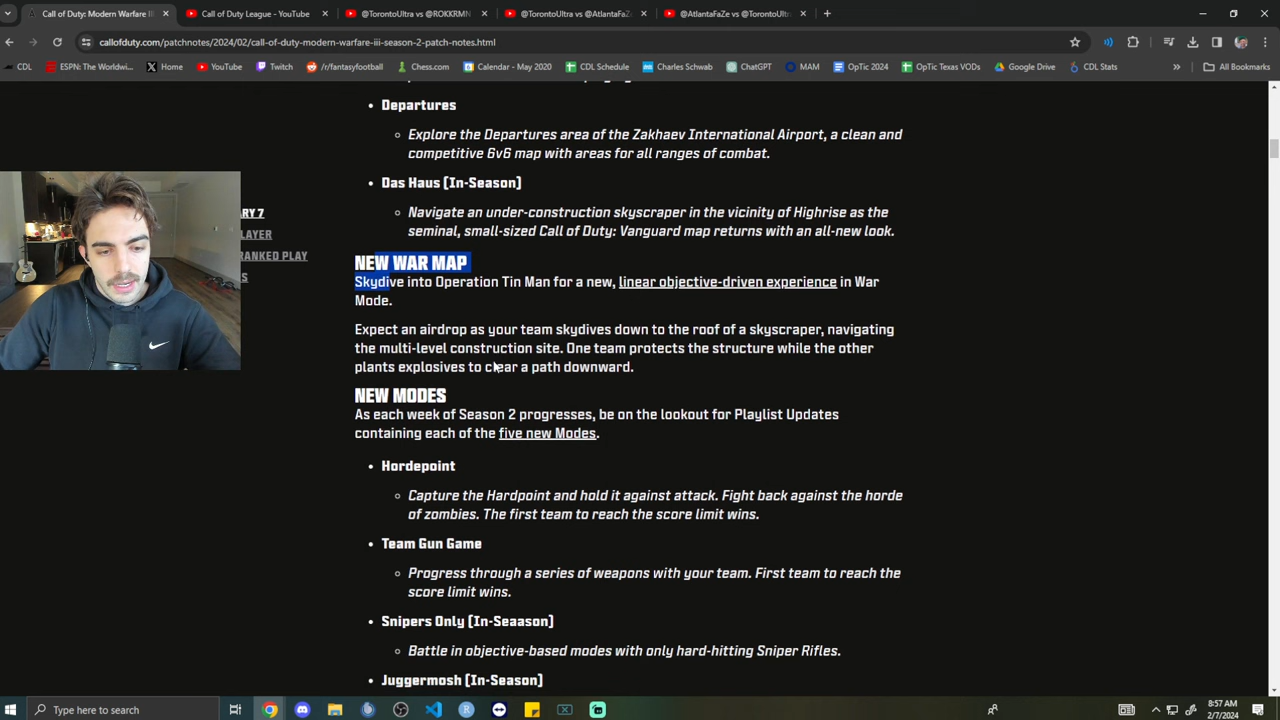 Call of Duty: Modern Warfare II
Call of Duty League - YouTube
@TorontoUltra vs @ROKKRMN
@TorontoUltra vs @AtlantaFaZe
@AtlantaFaZe vs @TorontoUltra
callofduty.com/patchnotes/2024/02/call-of-duty-modern-warfare-iii-season-2-patch-notes.html
CDL
ESPN: The Worldwi...
Home
YouTube
Twitch
/r/fantasyfootball
Chess.com
Calendar - May 2020
CDL Schedule
Charles Schwab
ChatGPT
MAM
OpTic 2024
OpTic Texas VODs
Google Drive
CDL Stats
All Bookmarks
Departures
Explore the Departures area of the Zakhaev International Airport, a clean and
competitive 6v6 map with areas for all ranges of combat.
Das Haus [In-Season]
Navigate an under-construction skyscraper in the vicinity of Highrise as the
seminal, small-sized Call of Duty: Vanguard map returns with an all-new look.
ARY 7
LAYER
RANKED PLAY
S
NEW WAR MAP
Skydive into Operation Tin Man for a new, linear objective-driven experience in War
Mode.
Expect an airdrop as your team skydives down to the roof of a skyscraper, navigating
the multi-level construction site. One team protects the structure while the other
plants explosives to clear a path downward.
NEW MODES
As each week of Season 2 progresses, be on the lookout for Playlist Updates
containing each of the five new Modes.
Hordepoint
Capture the Hardpoint and hold it against attack. Fight back against the horde
of zombies. The first team to reach the score limit wins.
Team Gun Game
Progress through a series of weapons with your team. First team to reach the
score limit wins.
Snipers Only [In-Seaason]
Battle in objective-based modes with only hard-hitting Sniper Rifles.
Juggermosh [In-Season]
Type here to search
8:57 AM
2/7/2024